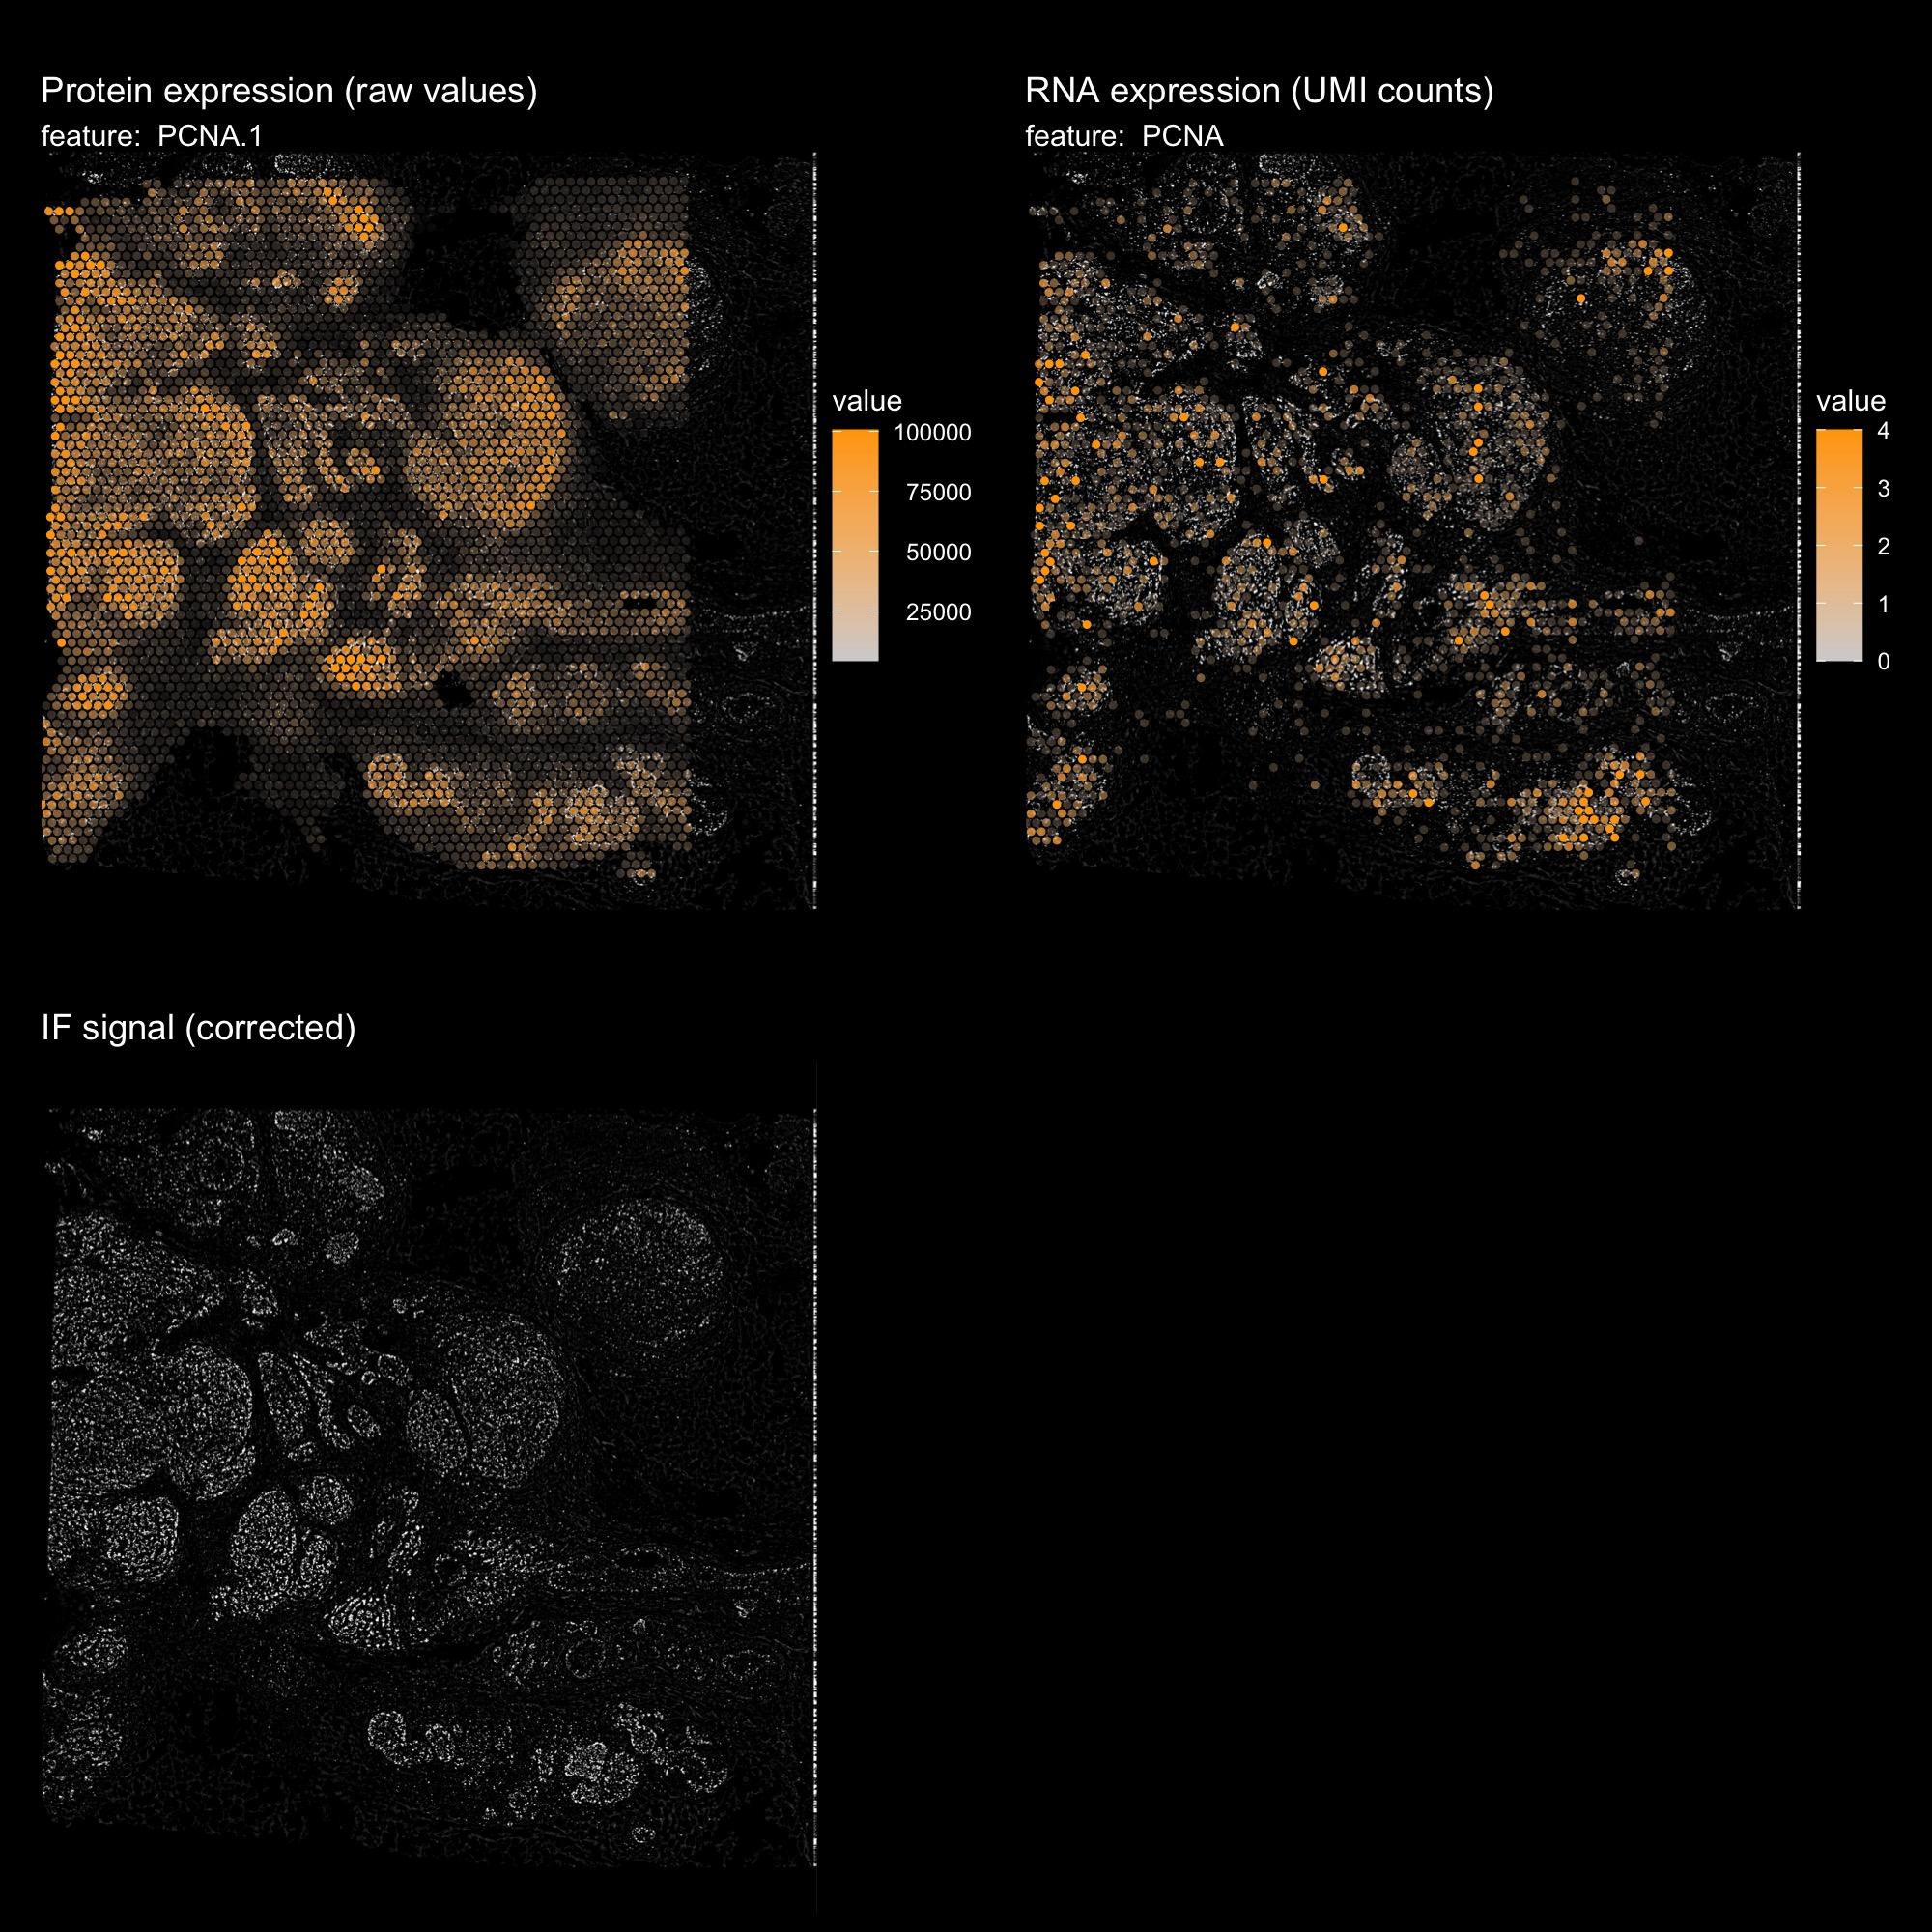 Protein expression (raw values)
feature:  PCNA.1
value
100000
75000
50000
25000
RNA expression (UMI counts)
feature:  PCNA
value
4
3
2
1
0
IF signal (corrected)